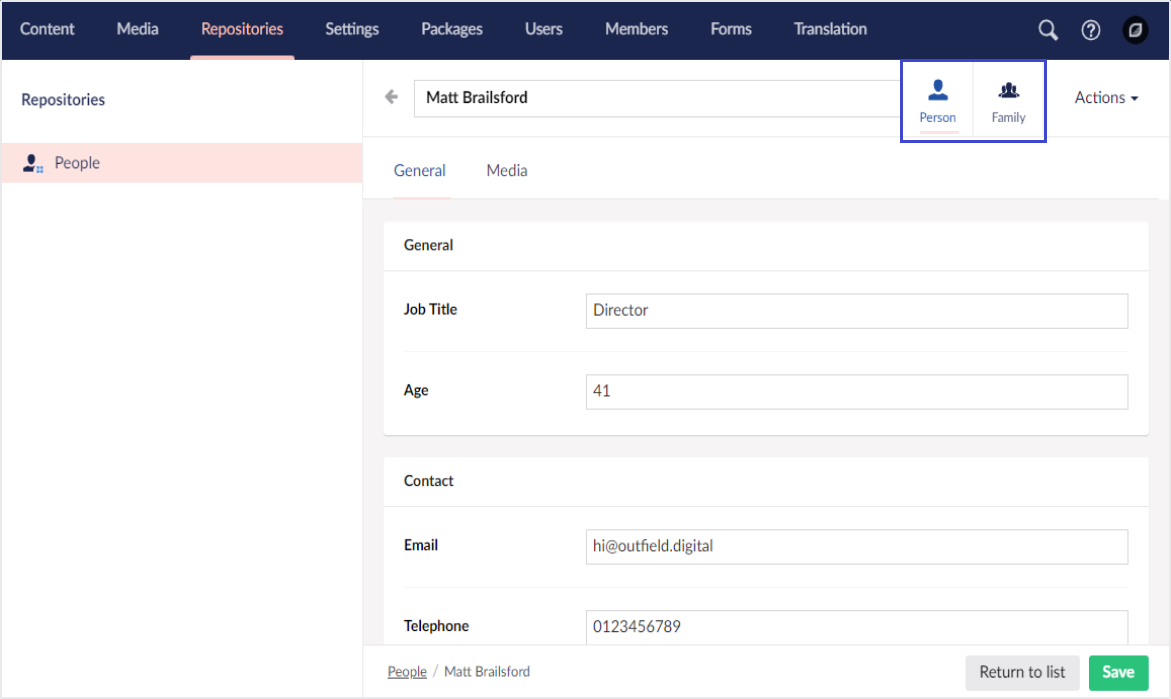 Content Media Repositories Settings Packages Users Members Forms Translation
Repositories
People
Matt Brailsford
Person Family
Actions
General Media
General
Job Title Director
Age 41
Contact
Email hi@outfield.digital
Telephone 0123456789
People / Matt Brailsford
Return to list Save